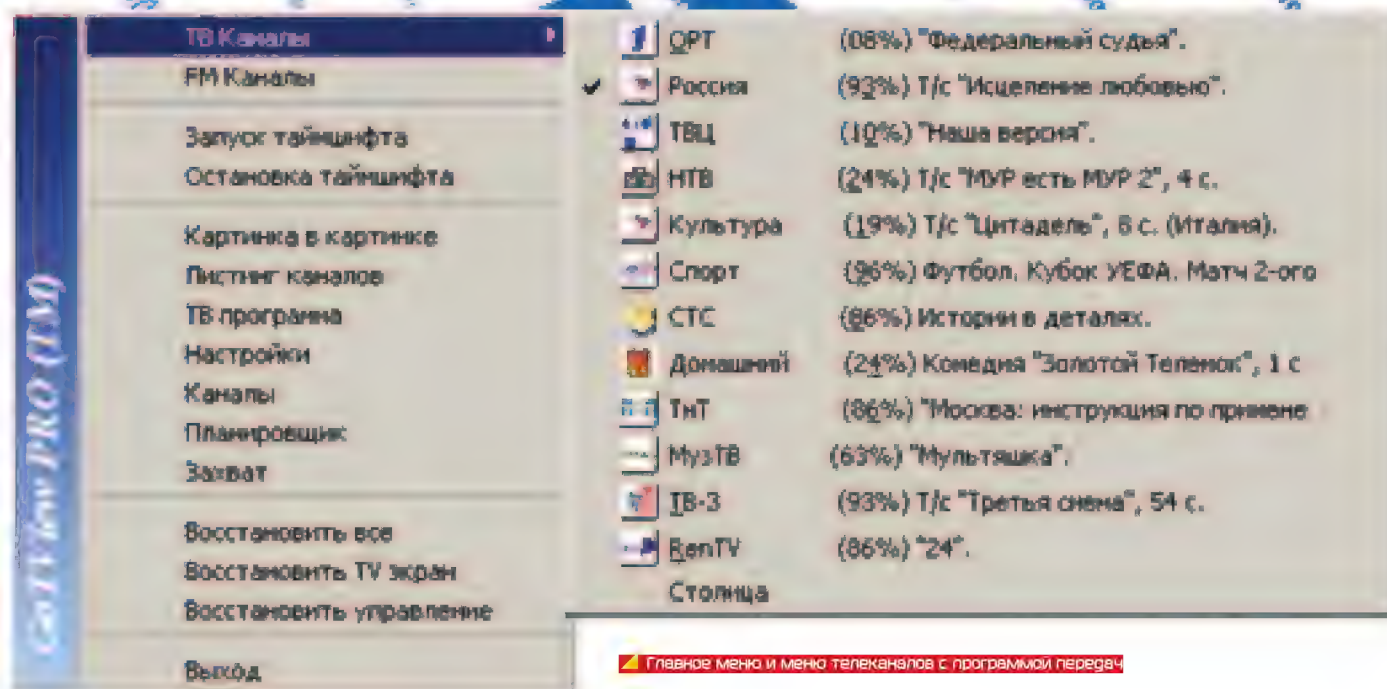 ТВ Каналы
FM Каналы
Запуск таймшифта
Остановка таймшифта
Картинка в картинке
Листинг каналов
ТВ программа
Настройки
Каналы
Планировщик
Захват
Восстановить все
Восстановить TV экран
Восстановить управление
Выход
PRO (TM)
ОРТ (08%) "Федеральный судья".
Россия (93%) Т/с "Исцеление любовью".
ТВЦ (10%) "Наша версия".
НТВ (24%) Т/с "МУР есть МУР 2", 4 с.
Культура (19%) Т/с "Цитадель", 8 с. (Италия).
Спорт (96%) Футбол. Кубок УЕФА. Матч 2-ого
СТС (86%) Истории в деталях.
Домашний (24%) Комедия "Золотой Теленок", 1 с
ТнТ (86%) "Москва: инструкция по примене
МузТВ (63%) "Мультяшка".
ТВ-3 (93%) Т/с "Третья смена", 54 с.
RenTV (86%) "24".
Столица
Главное меню и меню телеканалов с программой передач